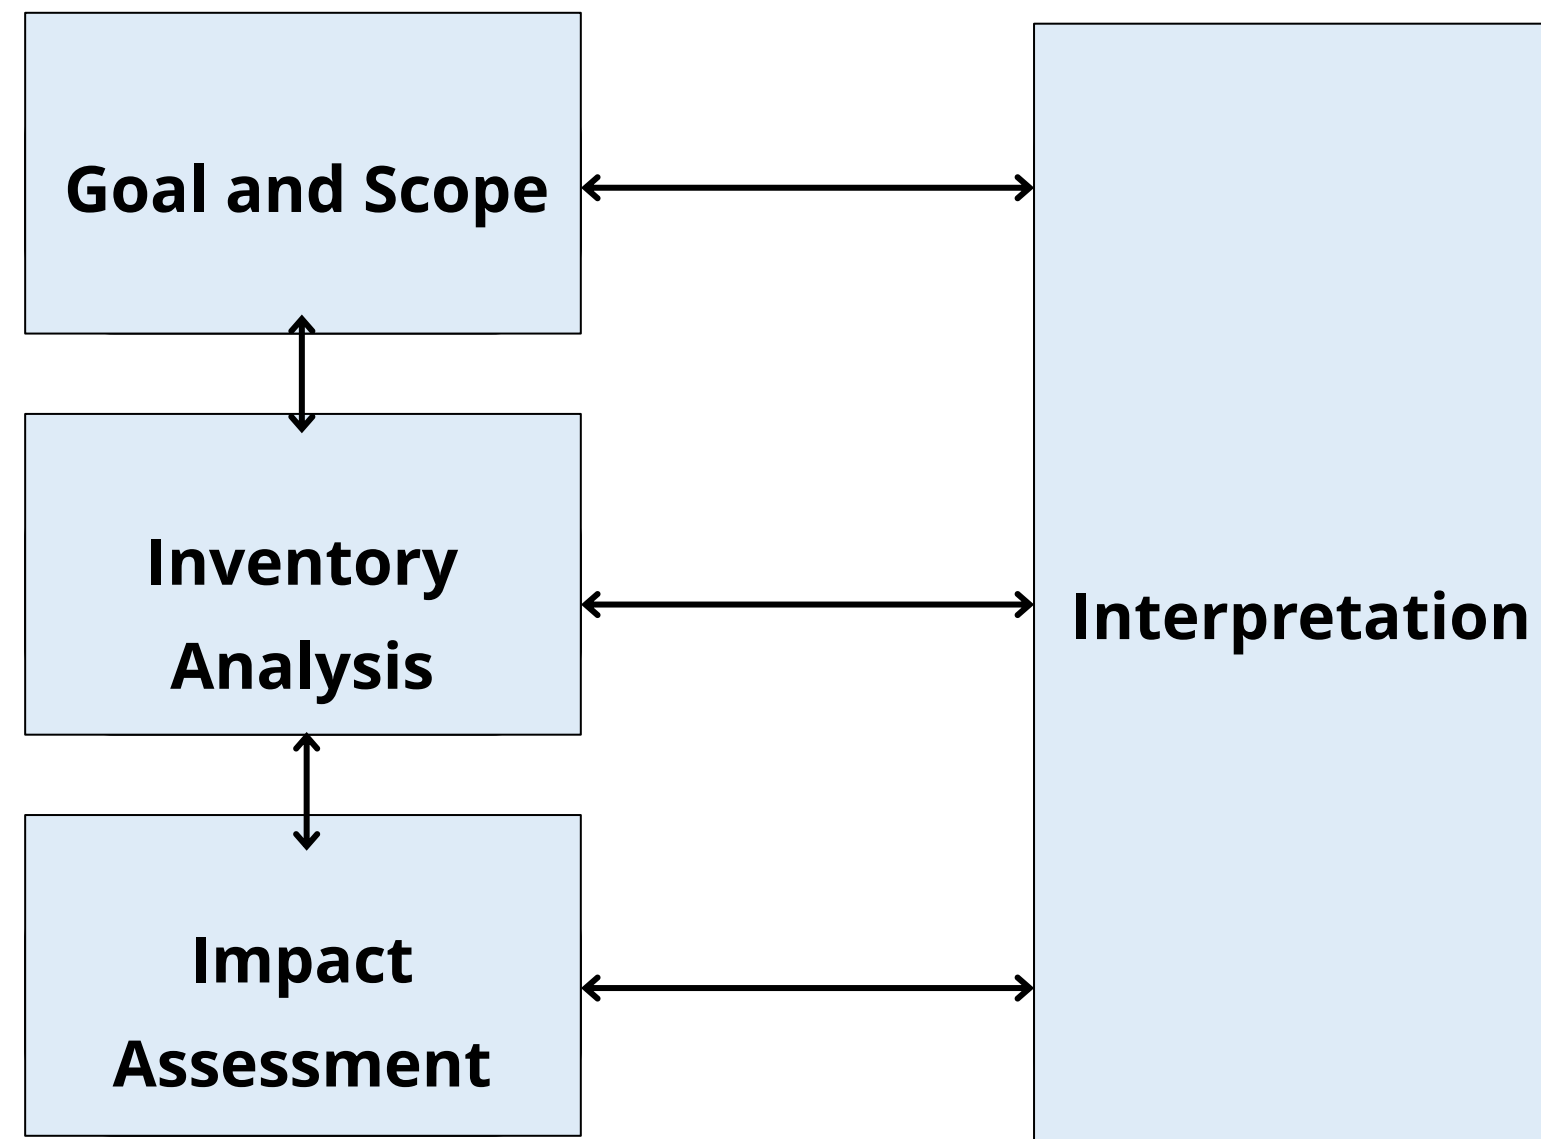 Goal and Scope
Inventory
Analysis
Impact
Assessment
Interpretation